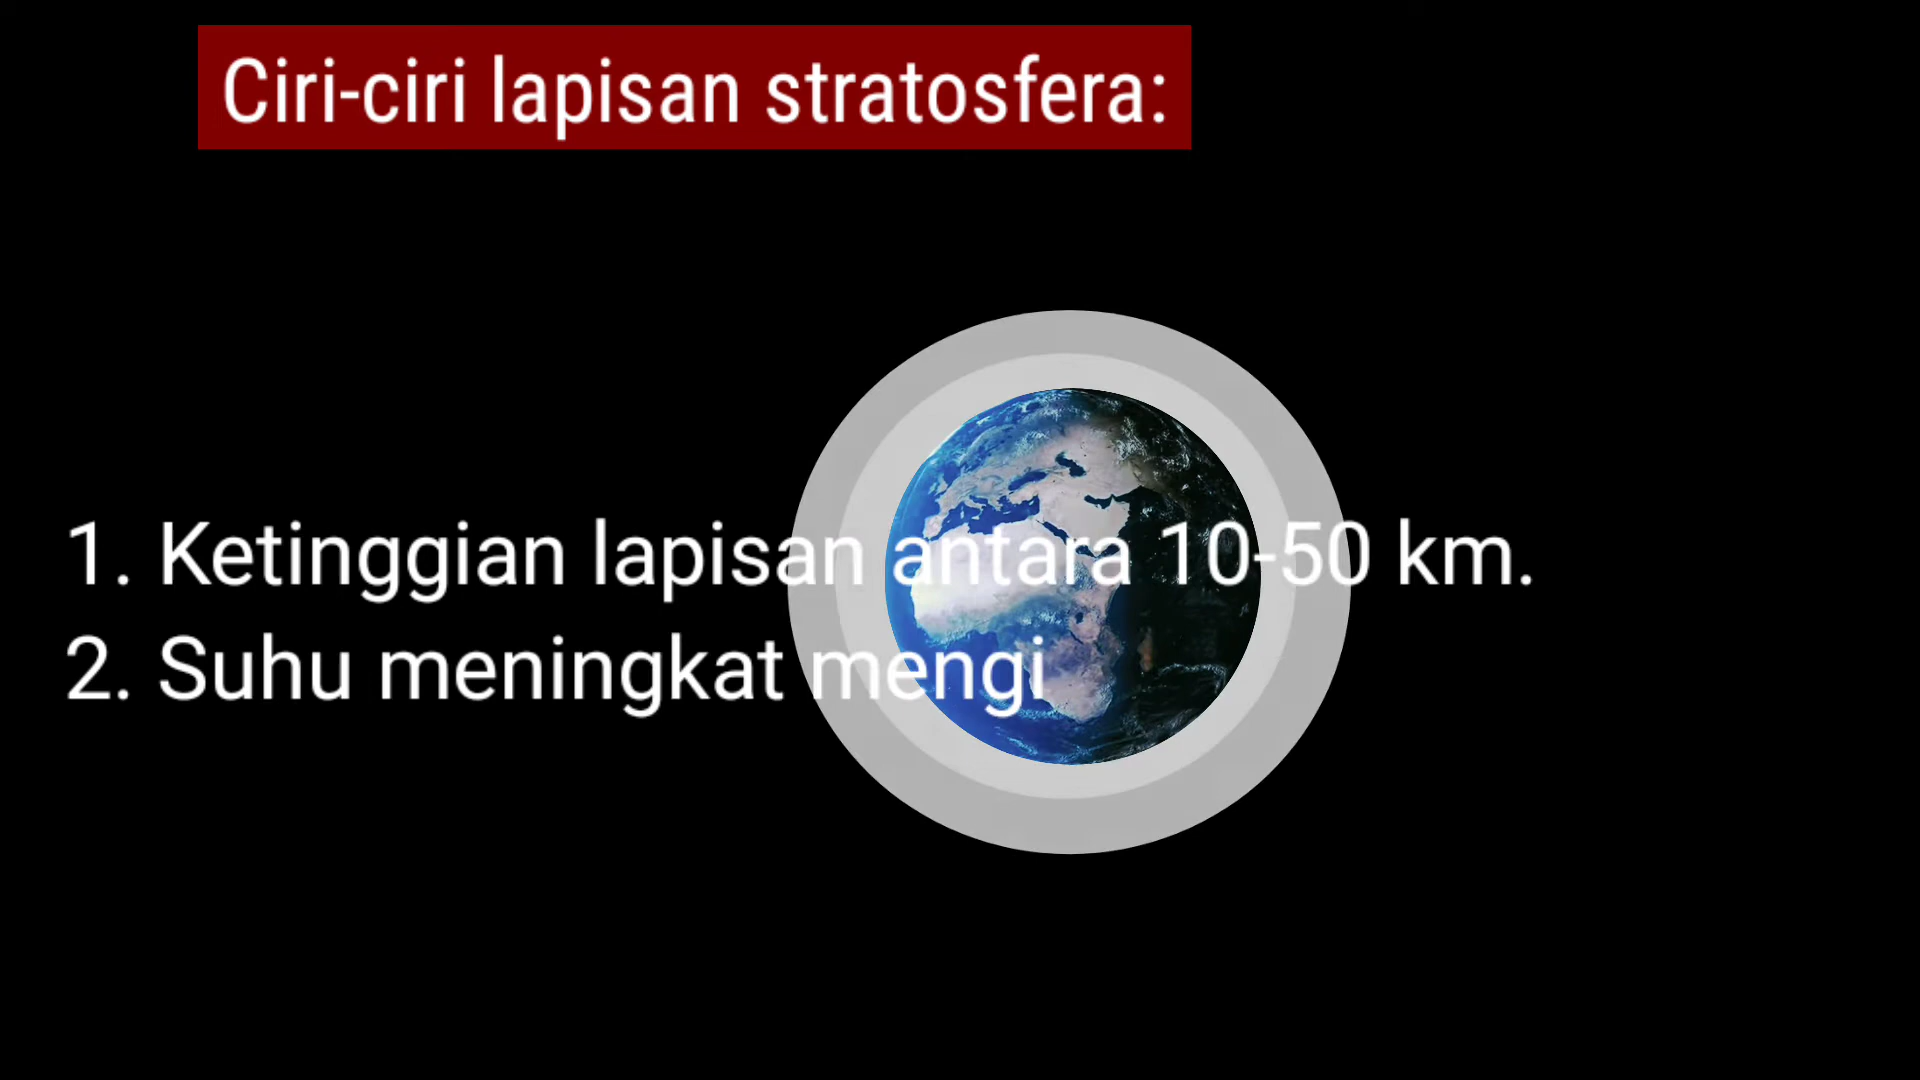 Ciri-ciri lapisan stratosfera:
1. Ketinggian lapisan antara 10-50 km.
2. Suhu meningkat mengi